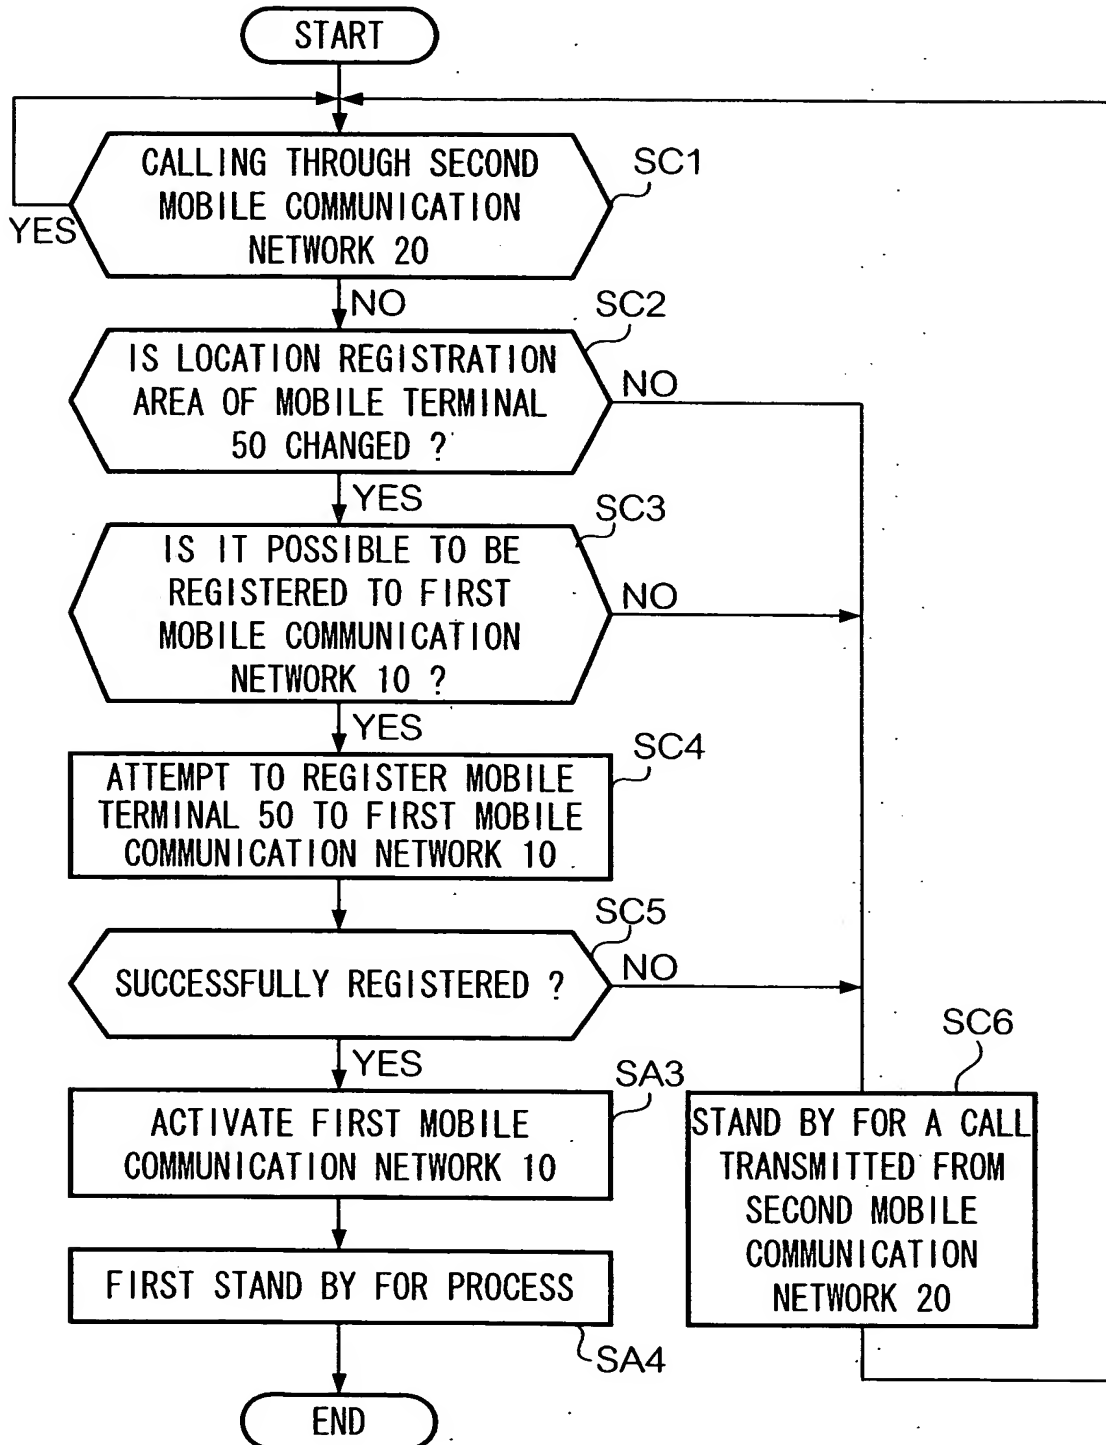 START
CALLING THROUGH SECOND
MOBILE COMMUNICATION
NETWORK 20
SC1
YES
NO
SC2
IS LOCATION REGISTRATION
AREA OF MOBILE TERMINAL
50 CHANGED ?
NO
YES
SC3
IS IT POSSIBLE TO BE
REGISTERED TO FIRST
MOBILE COMMUNICATION
NETWORK 10 ?
NO
YES
SC4
ATTEMPT TO REGISTER MOBILE
TERMINAL 50 TO FIRST MOBILE
COMMUNICATION NETWORK 10
SC5
SUCCESSFULLY REGISTERED ?
NO
YES
SA3
ACTIVATE FIRST MOBILE
COMMUNICATION NETWORK 10
SC6
STAND BY FOR A CALL
TRANSMITTED FROM
SECOND MOBILE
COMMUNICATION
NETWORK 20
FIRST STAND BY FOR PROCESS
SA4
END